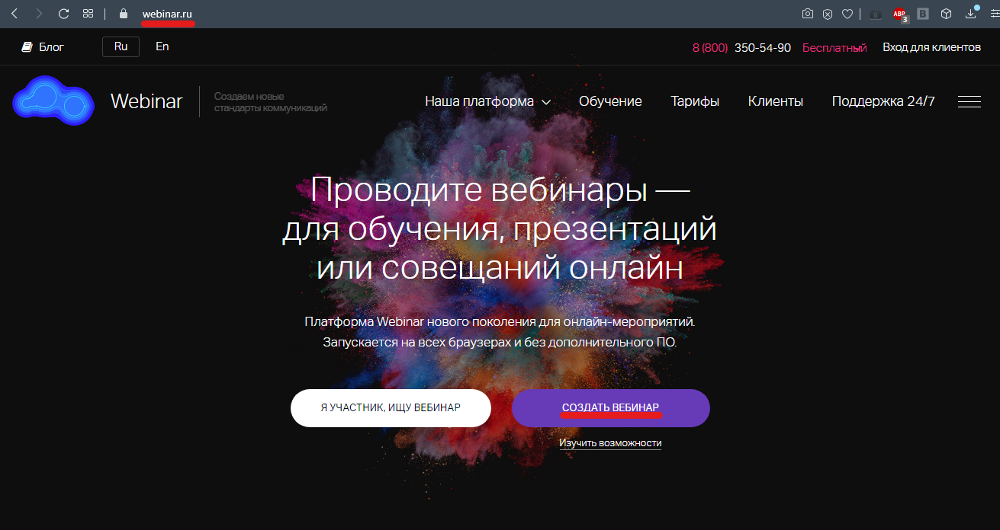 webinar.ru
ABP
3
B
Блог
Ru
En
8 (800) 350-54-90
Бесплатный
Вход для клиентов
Webinar
Создаем новые
стандарты коммуникаций
Наша платформа
Обучение
Тарифы
Клиенты
Поддержка 24/7
Проводите вебинары —
для обучения, презентаций
или совещаний онлайн
Платформа Webinar нового поколения для онлайн-мероприятий.
Запускается на всех браузерах и без дополнительного ПО.
Я УЧАСТНИК, ИЩУ ВЕБИНАР
СОЗДАТЬ ВЕБИНАР
Изучить возможности